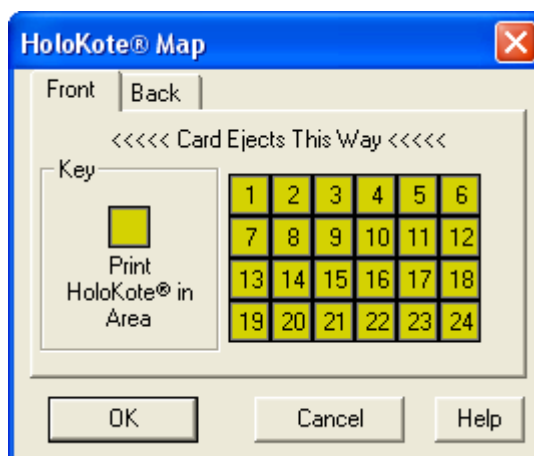 HoloKote® Map
Front Back
<<<<< Card Ejects This Way <<<<<
Key
Print
HoloKote® in
Area
1 2 3 4 5 6
7 8 9 10 11 12
13 14 15 16 17 18
19 20 21 22 23 24
OK Cancel Help